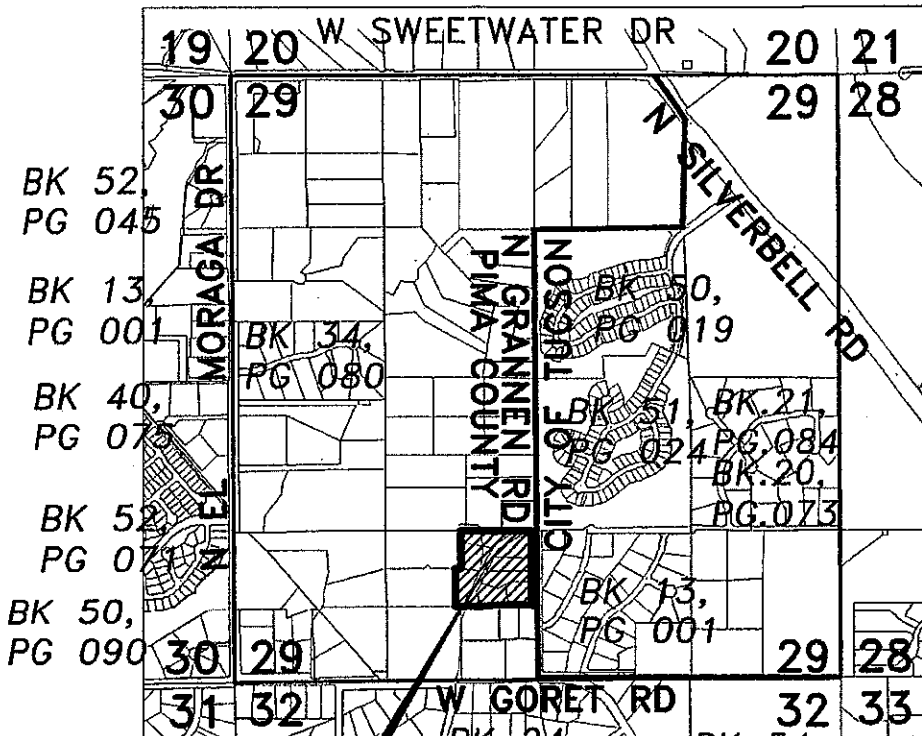 W SWEETWATER DR
19 20
20 21
30 29
29 28
N SILVERBELL RD
BK 52,
PG 045
N EL MORAGA DR
BK 13,
PG 001
BK 34,
PG 080
N GRANNEN RD
PIMA COUNTY
CITY OF TUCSON
BK 50,
PG 019
BK 40,
PG 075
BK 51,
PG 024
BK.21,
PG.084
BK.20,
PG.073
BK 52,
PG 071
BK 13,
PG 001
BK 50,
PG 090
30 29
29 28
W GORET RD
31 32
32 33